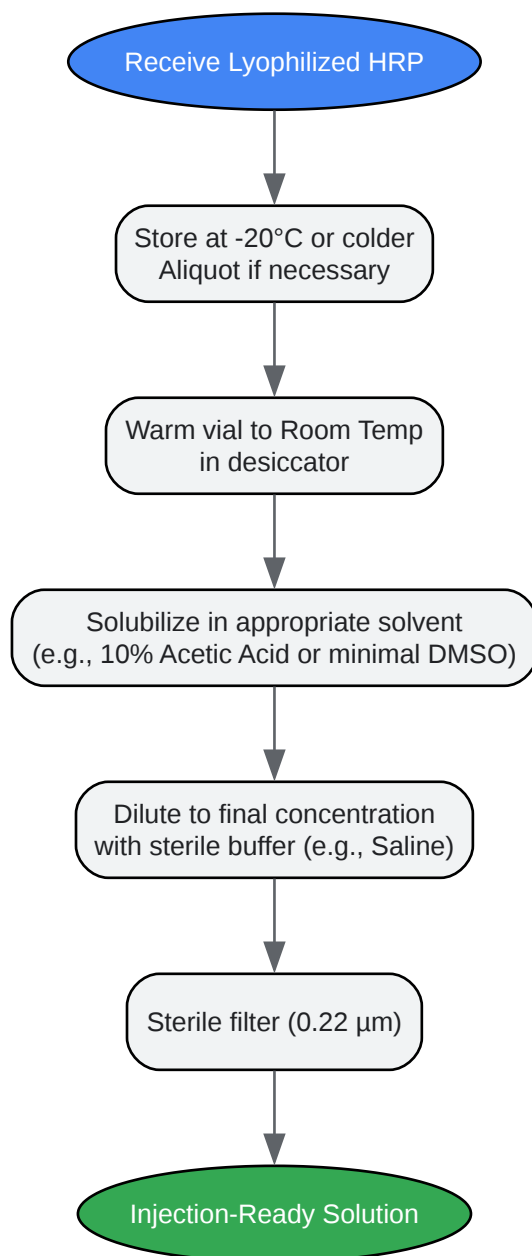 Receive Lyophilized HRP
Store at -20°C or colder
Aliquot if necessary
Warm vial to Room Temp
in desiccator
Solubilize in appropriate solvent
(e.g., 10% Acetic Acid or minimal DMSO)
Dilute to final concentration
with sterile buffer (e.g., Saline)
Sterile filter (0.22 µm)
Injection-Ready Solution